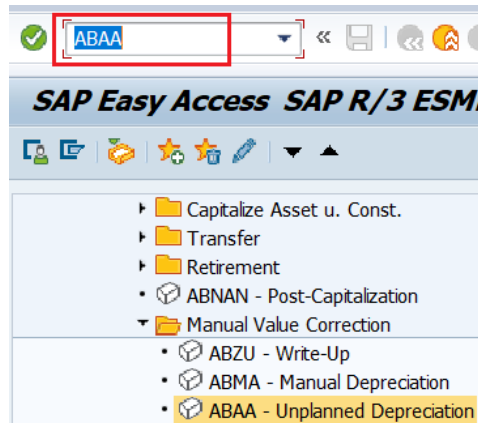 ABAA
SAP Easy Access SAP R/3 ESM
Capitalize Asset u. Const.
Transfer
Retirement
ABNAN - Post-Capitalization
Manual Value Correction
ABZU - Write-Up
ABMA - Manual Depreciation
ABAA - Unplanned Depreciation